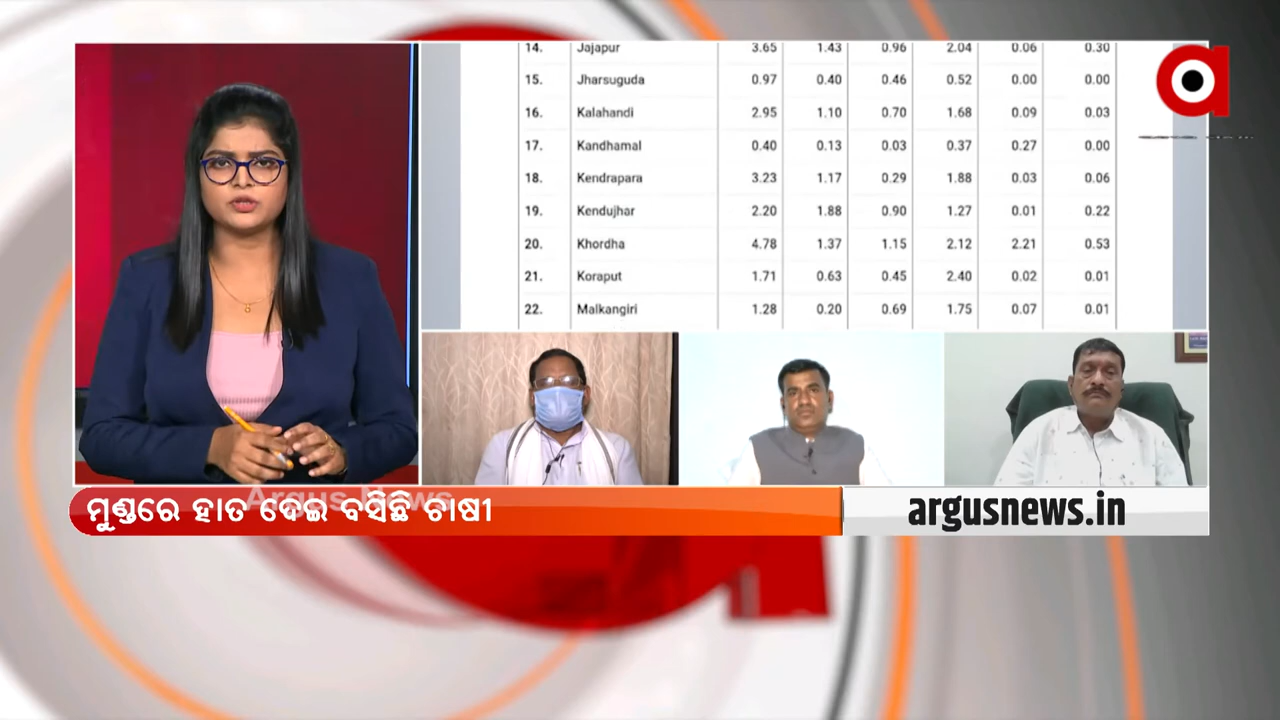 14. Jajapur 3.65 1.43 0.96 2.04 0.06 0.30
15. Jharsuguda 0.97 0.40 0.46 0.52 0.00 0.00
16. Kalahandi 2.95 1.10 0.70 1.68 0.09 0.03
17. Kandhamal 0.40 0.13 0.03 0.37 0.27 0.00
18. Kendrapara 3.23 1.17 0.29 1.88 0.03 0.06
19. Kendujhar 2.20 1.88 0.90 1.27 0.01 0.22
20. Khordha 4.78 1.37 1.15 2.12 2.21 0.53
21. Koraput 1.71 0.63 0.45 2.40 0.02 0.01
22. Malkangiri 1.28 0.20 0.69 1.75 0.07 0.01
Argus News
ମୁଣ୍ଡରେ ହାତ ଦେଇ ବସିଛି ଚାଷୀ
argusnews.in